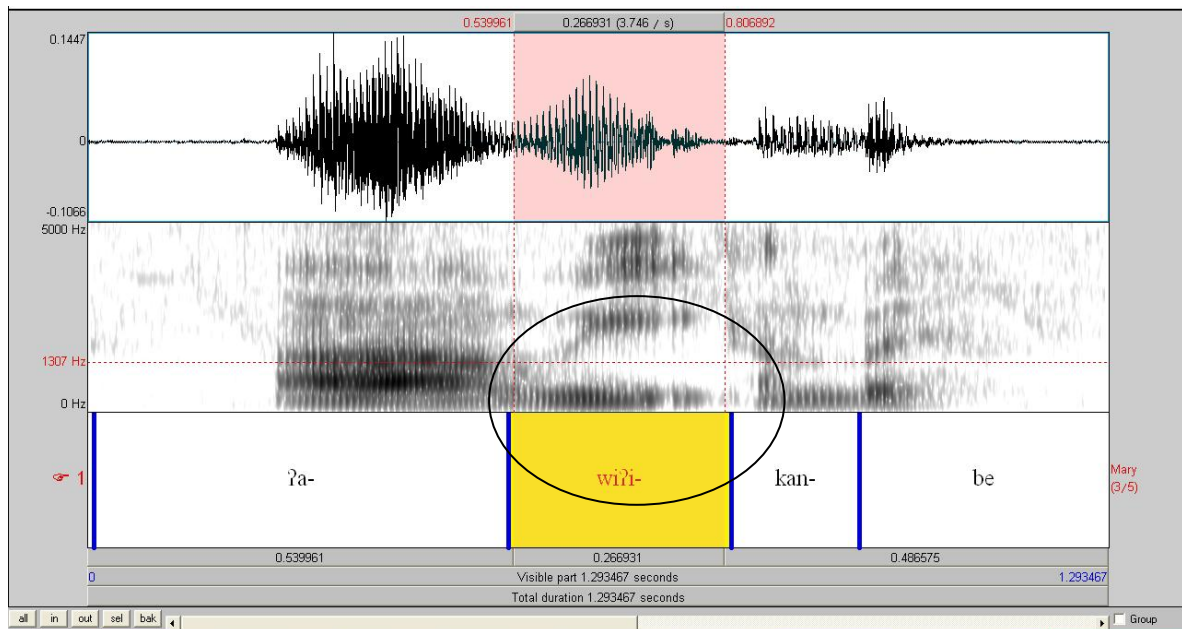 0.539961 0.266931 (3.746 / s) 0.806892
0.1447
0
-0.1066
5000 Hz
1307 Hz
0 Hz
☞ 1 ʔa- wiʔi- kan- be Mary
(3/5)
0.539961 0.266931 0.486575
0 Visible part 1.293467 seconds 1.293467
Total duration 1.293467 seconds
all in out sel bak Group